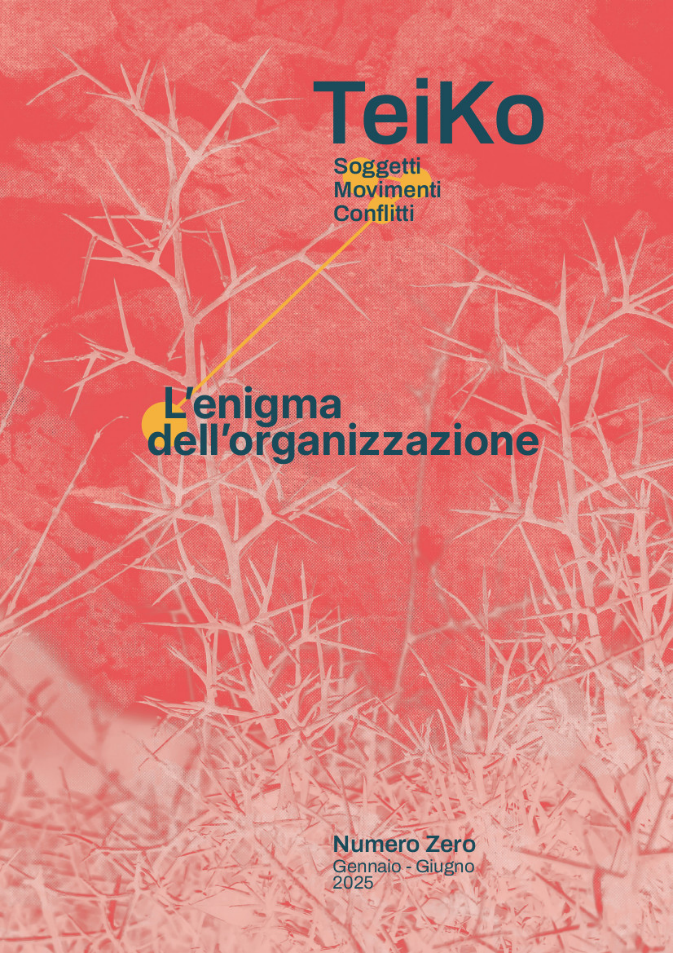 TeiKo
Soggetti
Movimenti
Conflitti
L’enigma
dell’organizzazione
Numero Zero
Gennaio - Giugno
2025